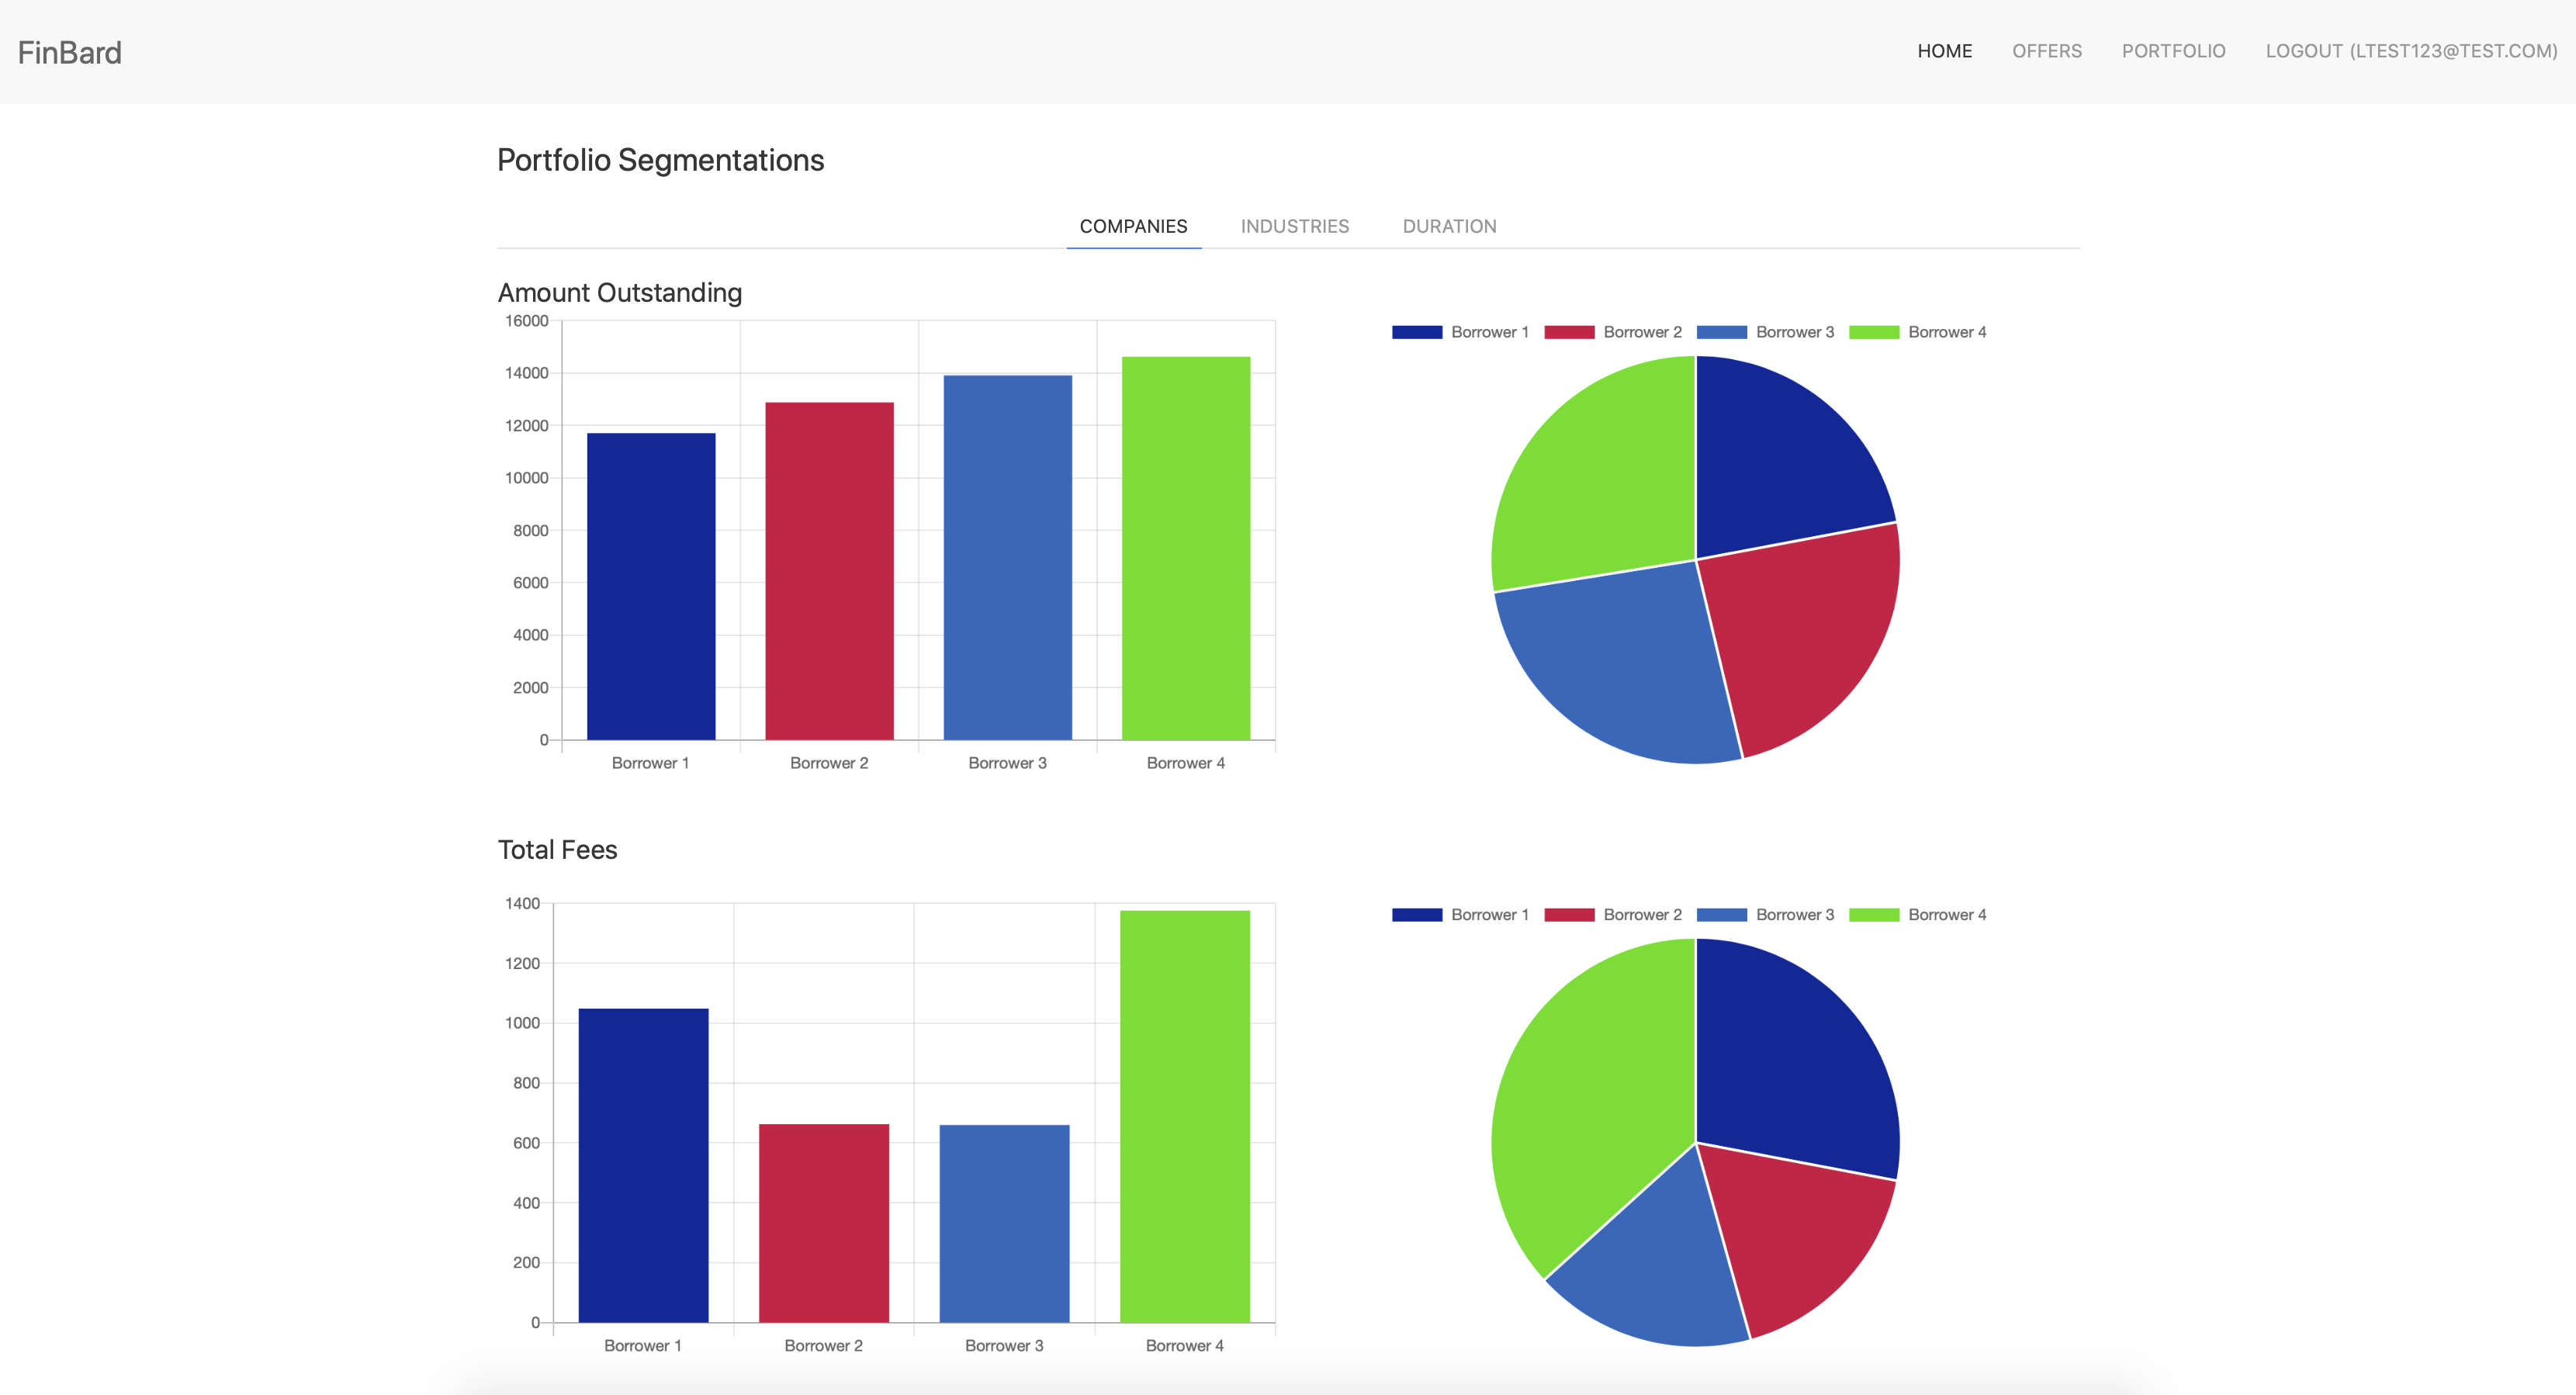 FinBard
HOME OFFERS PORTFOLIO LOGOUT (LTEST123@TEST.COM)
Portfolio Segmentations
COMPANIES INDUSTRIES DURATION
Amount Outstanding
16000
14000
12000
10000
8000
6000
4000
2000
0
Borrower 1 Borrower 2 Borrower 3 Borrower 4
Borrower 1 Borrower 2 Borrower 3 Borrower 4
Total Fees
1400
1200
1000
800
600
400
200
0
Borrower 1 Borrower 2 Borrower 3 Borrower 4
Borrower 1 Borrower 2 Borrower 3 Borrower 4